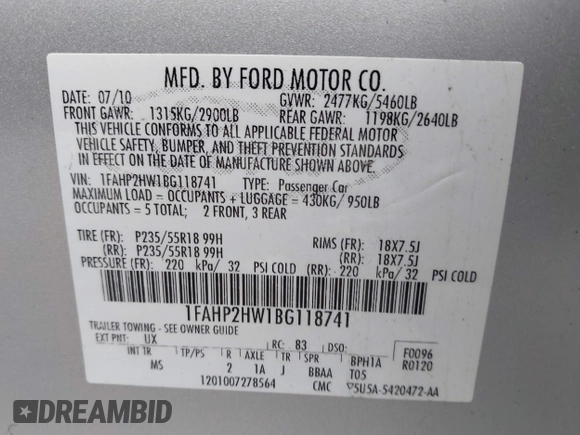 MFD. BY FORD MOTOR CO.
DATE: 07/10 GVWR: 2477KG/5460LB
FRONT GAWR: 1315KG/2900LB REAR GAWR: 1198KG/2640LB
THIS VEHICLE CONFORMS TO ALL APPLICABLE FEDERAL MOTOR
VEHICLE SAFETY, BUMPER, AND THEFT PREVENTION STANDARDS
IN EFFECT ON THE DATE OF MANUFACTURE SHOWN ABOVE.
VIN: 1FAHP2HW1BG118741 TYPE: Passenger Car
MAXIMUM LOAD = OCCUPANTS + LUGGAGE = 430KG/ 950LB
OCCUPANTS = 5 TOTAL; 2 FRONT, 3 REAR
TIRE (FR): P235/55R18 99H RIMS (FR): 18X7.5J
(RR): P235/55R18 99H (RR): 18X7.5J
PRESSURE (FR): 220 kPa/ 32 PSI COLD (RR): 220 kPa/ 32 PSI COLD
1FAHP2HW1BG118741
TRAILER TOWING - SEE OWNER GUIDE
EXT PNT: UX RC: 83 DSO: F0096
INT TR TP/PS R AXLE TR SPR BPH1A R0120
M5 2 1A J BBAA T05
1201007278564 CMC 5U5A-5420472-AA
DREAMBID